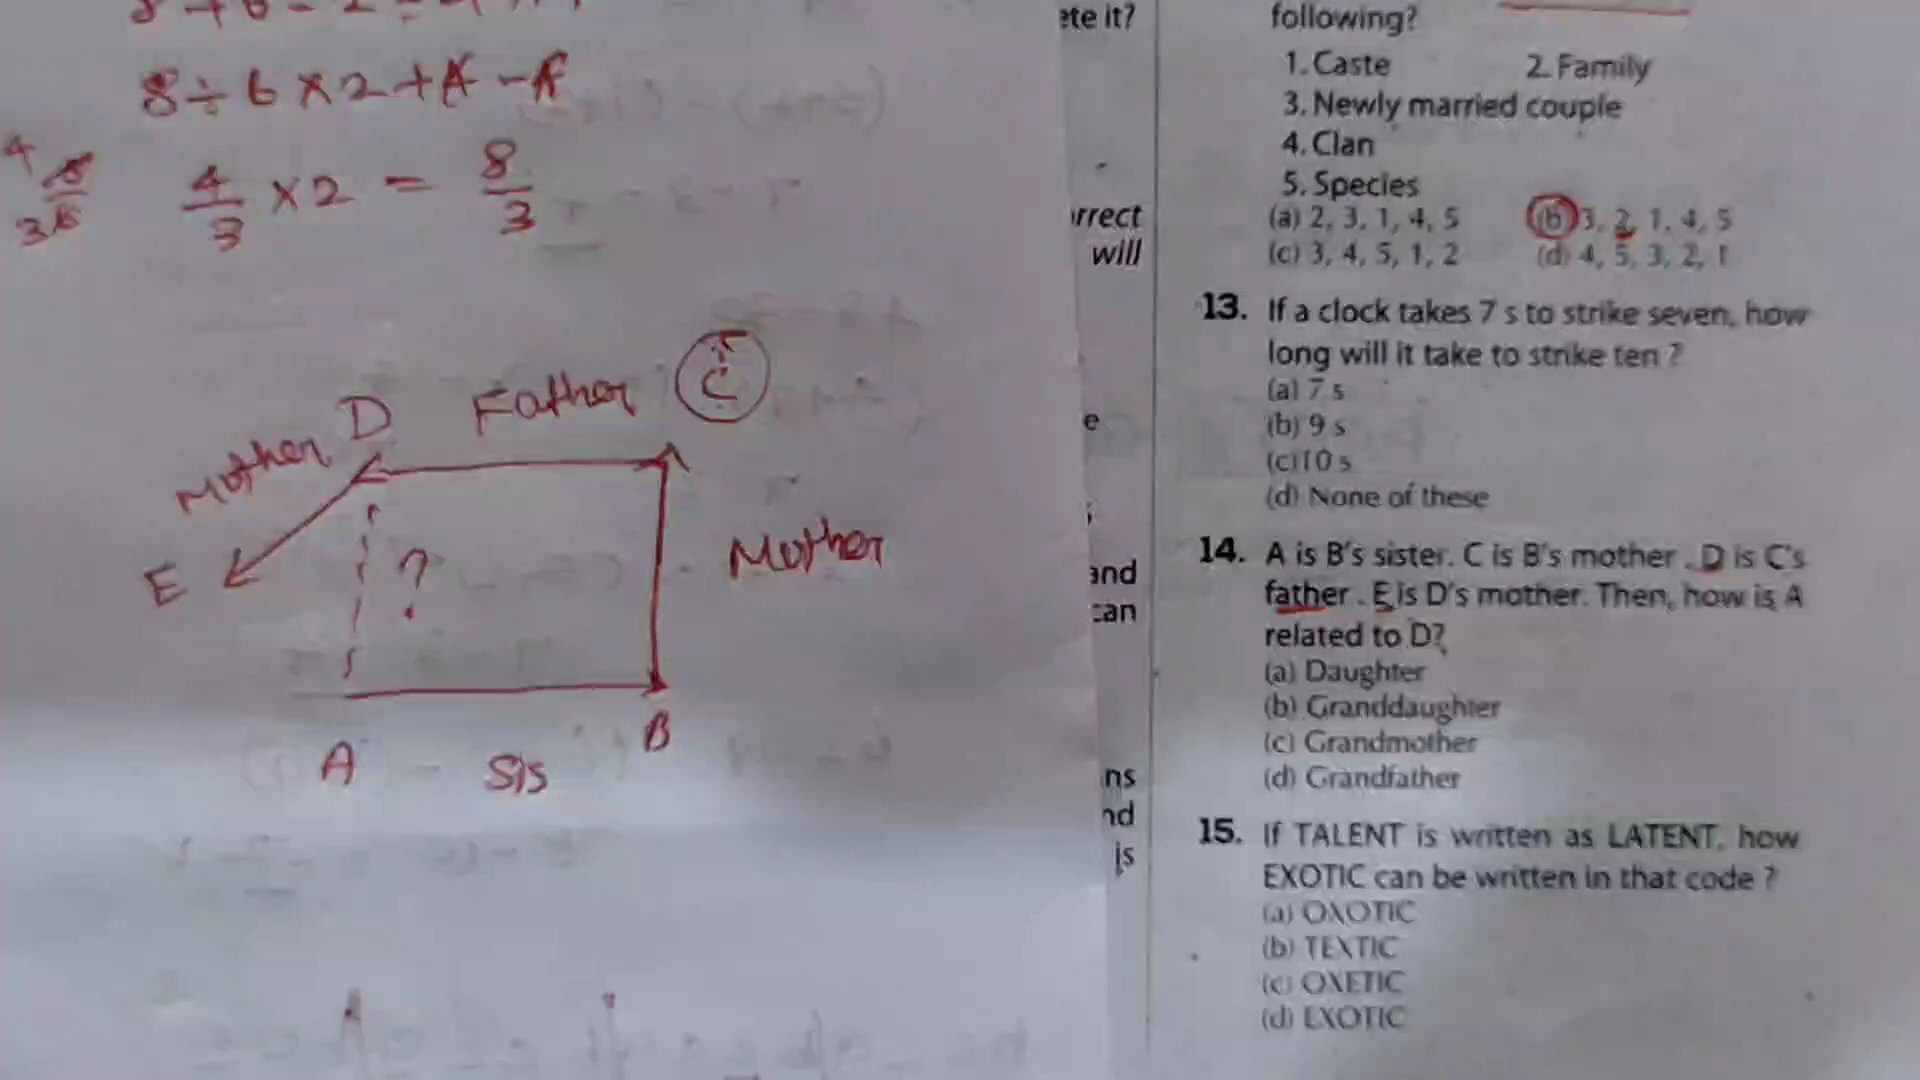 8 ÷ 6 × 2 + A - A
4
8
3 6
4/3 × 2 = 8/3
D Father C
Mother
E ? Mother
A Sis B
ete it?
rrect
will
e
and
can
ns
nd
is
following?
1. Caste 2. Family
3. Newly married couple
4. Clan
5. Species
(a) 2, 3, 1, 4, 5 (b) 3, 2, 1, 4, 5
(c) 3, 4, 5, 1, 2 (d) 4, 5, 3, 2, 1
13. If a clock takes 7 s to strike seven, how
long will it take to strike ten ?
(a) 7 s
(b) 9 s
(c) 10 s
(d) None of these
14. A is B's sister. C is B's mother. D is C's
father. E is D's mother. Then, how is A
related to D?
(a) Daughter
(b) Granddaughter
(c) Grandmother
(d) Grandfather
15. If TALENT is written as LATENT, how
EXOTIC can be written in that code ?
(a) OXOTIC
(b) TEXTIC
(c) OXETIC
(d) EXOTIC